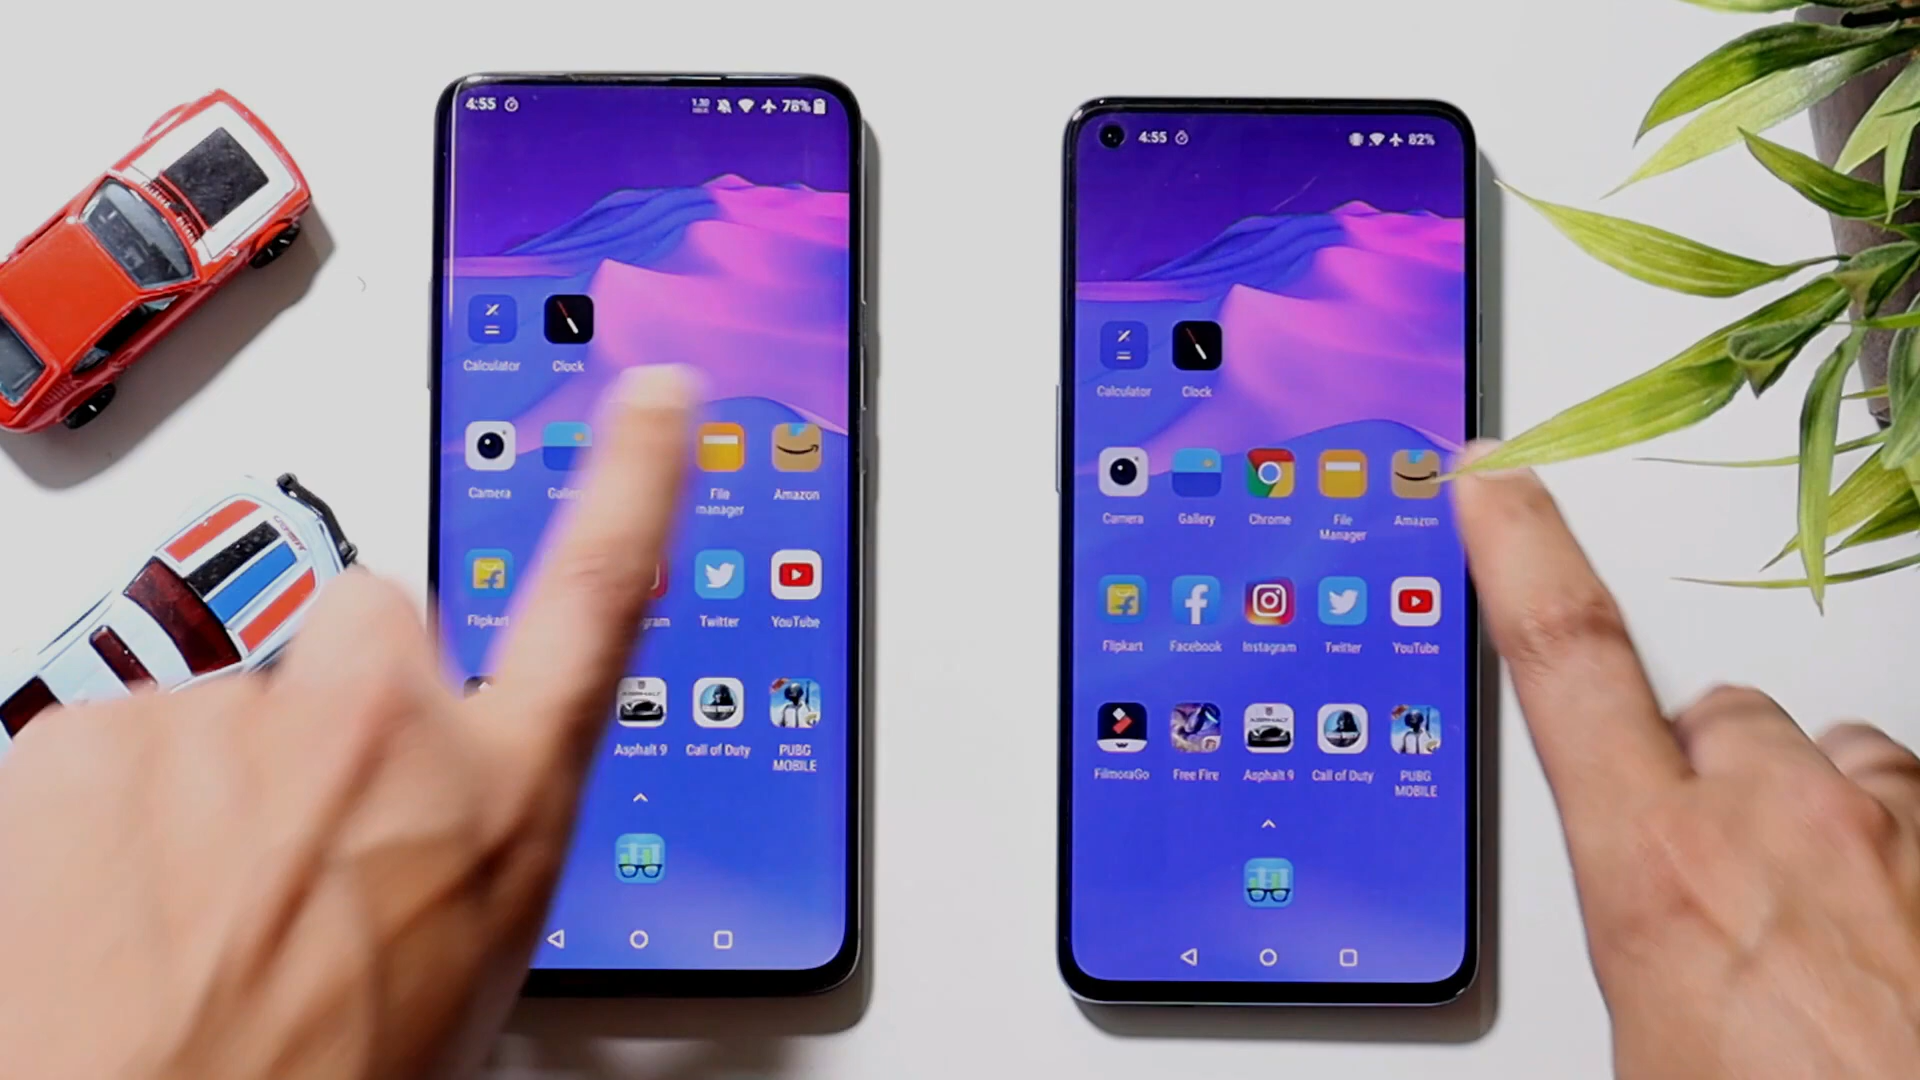 4:55
78%
Calculator
Clock
Camera
File
manager
Amazon
Twitter
YouTube
ASPHALT
Asphalt 9
Call of Duty
PUBG
MOBILE
4:55
82%
Calculator
Clock
Camera
Gallery
Chrome
File
Manager
Amazon
Flipkart
Facebook
Instagram
Twitter
YouTube
ASPHALT
FilmoraGo
Free Fire
Asphalt 9
Call of Duty
PUBG
MOBILE